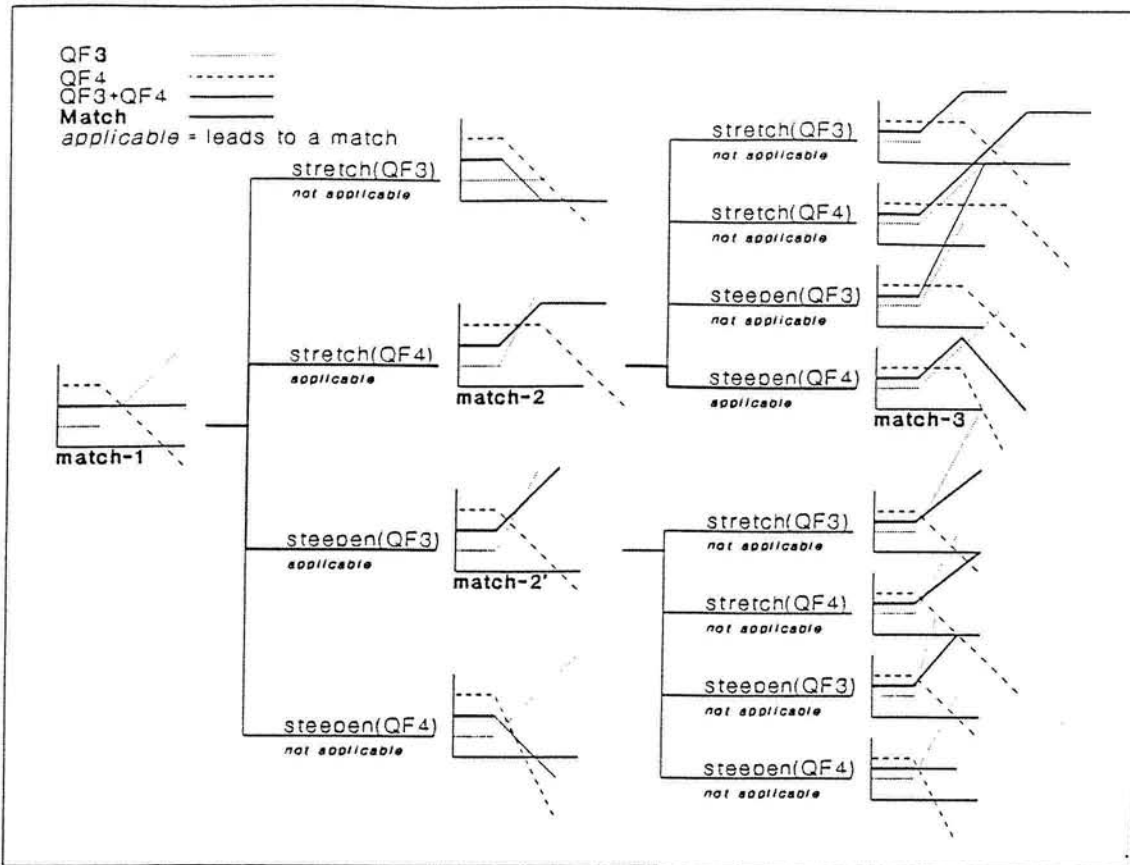 QF3
QF4
QF3+QF4
Match
applicable = leads to a match
match-1
stretch(QF3)
not applicable
stretch(QF4)
applicable
match-2
steepen(QF3)
applicable
match-2'
steepen(QF4)
not applicable
stretch(QF3)
not applicable
stretch(QF4)
not applicable
steepen(QF3)
not applicable
steepen(QF4)
applicable
match-3
stretch(QF3)
not applicable
stretch(QF4)
not applicable
steepen(QF3)
not applicable
steepen(QF4)
not applicable